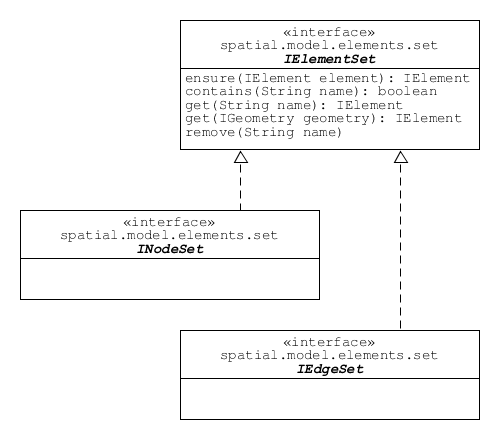 «interface»
spatial.model.elements.set
IElementSet
ensure(IElement element): IElement
contains(String name): boolean
get(String name): IElement
get(IGeometry geometry): IElement
remove(String name)
«interface»
spatial.model.elements.set
INodeSet
«interface»
spatial.model.elements.set
IEdgeSet